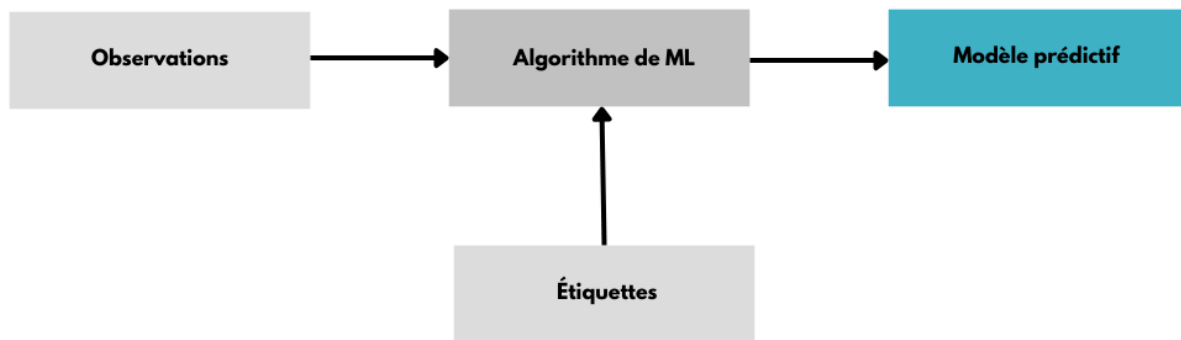 Observations
Algorithme de ML
Modèle prédictif
Étiquettes